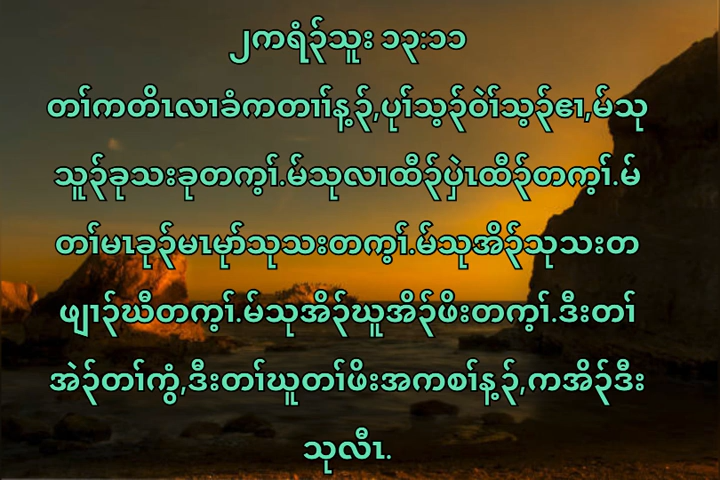 ၂ကရံၣ်သူး ၁၃:၁၁
တၢ်ကတိၤလၢခံကတၢၢ်န့ၣ်,ပုၢ်သ့ၣ်ဝဲၢ်သ့ၣ်ဧၢ,မ်သု
သူၣ်ခုသးခုတက့ၢ်.မ်သုလၢထီၣ်ပှဲၤထီၣ်တက့ၢ်.မ်
တၢ်မၤခုၣ်မၤမုာ်သုသးတက့ၢ်.မ်သုအိၣ်သုသးတ
ဖျၢၣ်ဃီတက့ၢ်.မ်သုအိၣ်ဃူအိၣ်ဖိးတက့ၢ်.ဒီးတၢ်
အဲၣ်တၢ်ကွံ,ဒီးတၢ်ဃူတၢ်ဖိးအကစၢ်န့ၣ်,ကအိၣ်ဒီး
သုလီၤ.